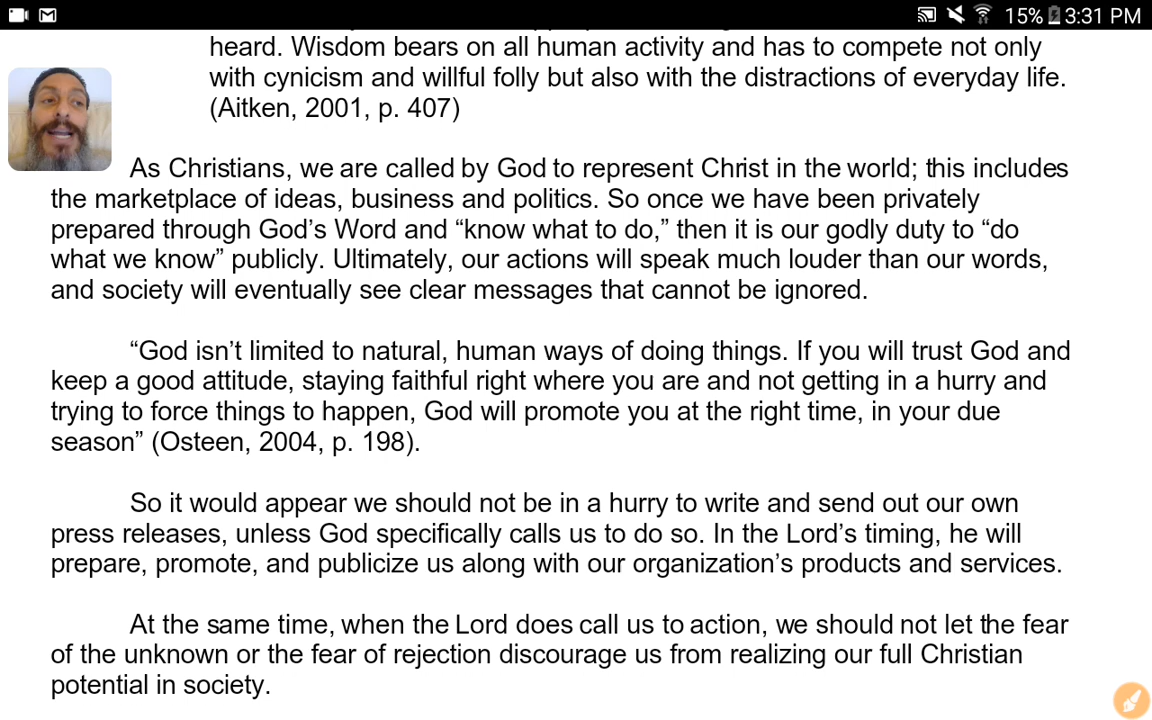 15% 3:31 PM
heard. Wisdom bears on all human activity and has to compete not only
with cynicism and willful folly but also with the distractions of everyday life.
(Aitken, 2001, p. 407)
As Christians, we are called by God to represent Christ in the world; this includes
the marketplace of ideas, business and politics. So once we have been privately
prepared through God’s Word and “know what to do,” then it is our godly duty to “do
what we know” publicly. Ultimately, our actions will speak much louder than our words,
and society will eventually see clear messages that cannot be ignored.
“God isn’t limited to natural, human ways of doing things. If you will trust God and
keep a good attitude, staying faithful right where you are and not getting in a hurry and
trying to force things to happen, God will promote you at the right time, in your due
season” (Osteen, 2004, p. 198).
So it would appear we should not be in a hurry to write and send out our own
press releases, unless God specifically calls us to do so. In the Lord’s timing, he will
prepare, promote, and publicize us along with our organization’s products and services.
At the same time, when the Lord does call us to action, we should not let the fear
of the unknown or the fear of rejection discourage us from realizing our full Christian
potential in society.